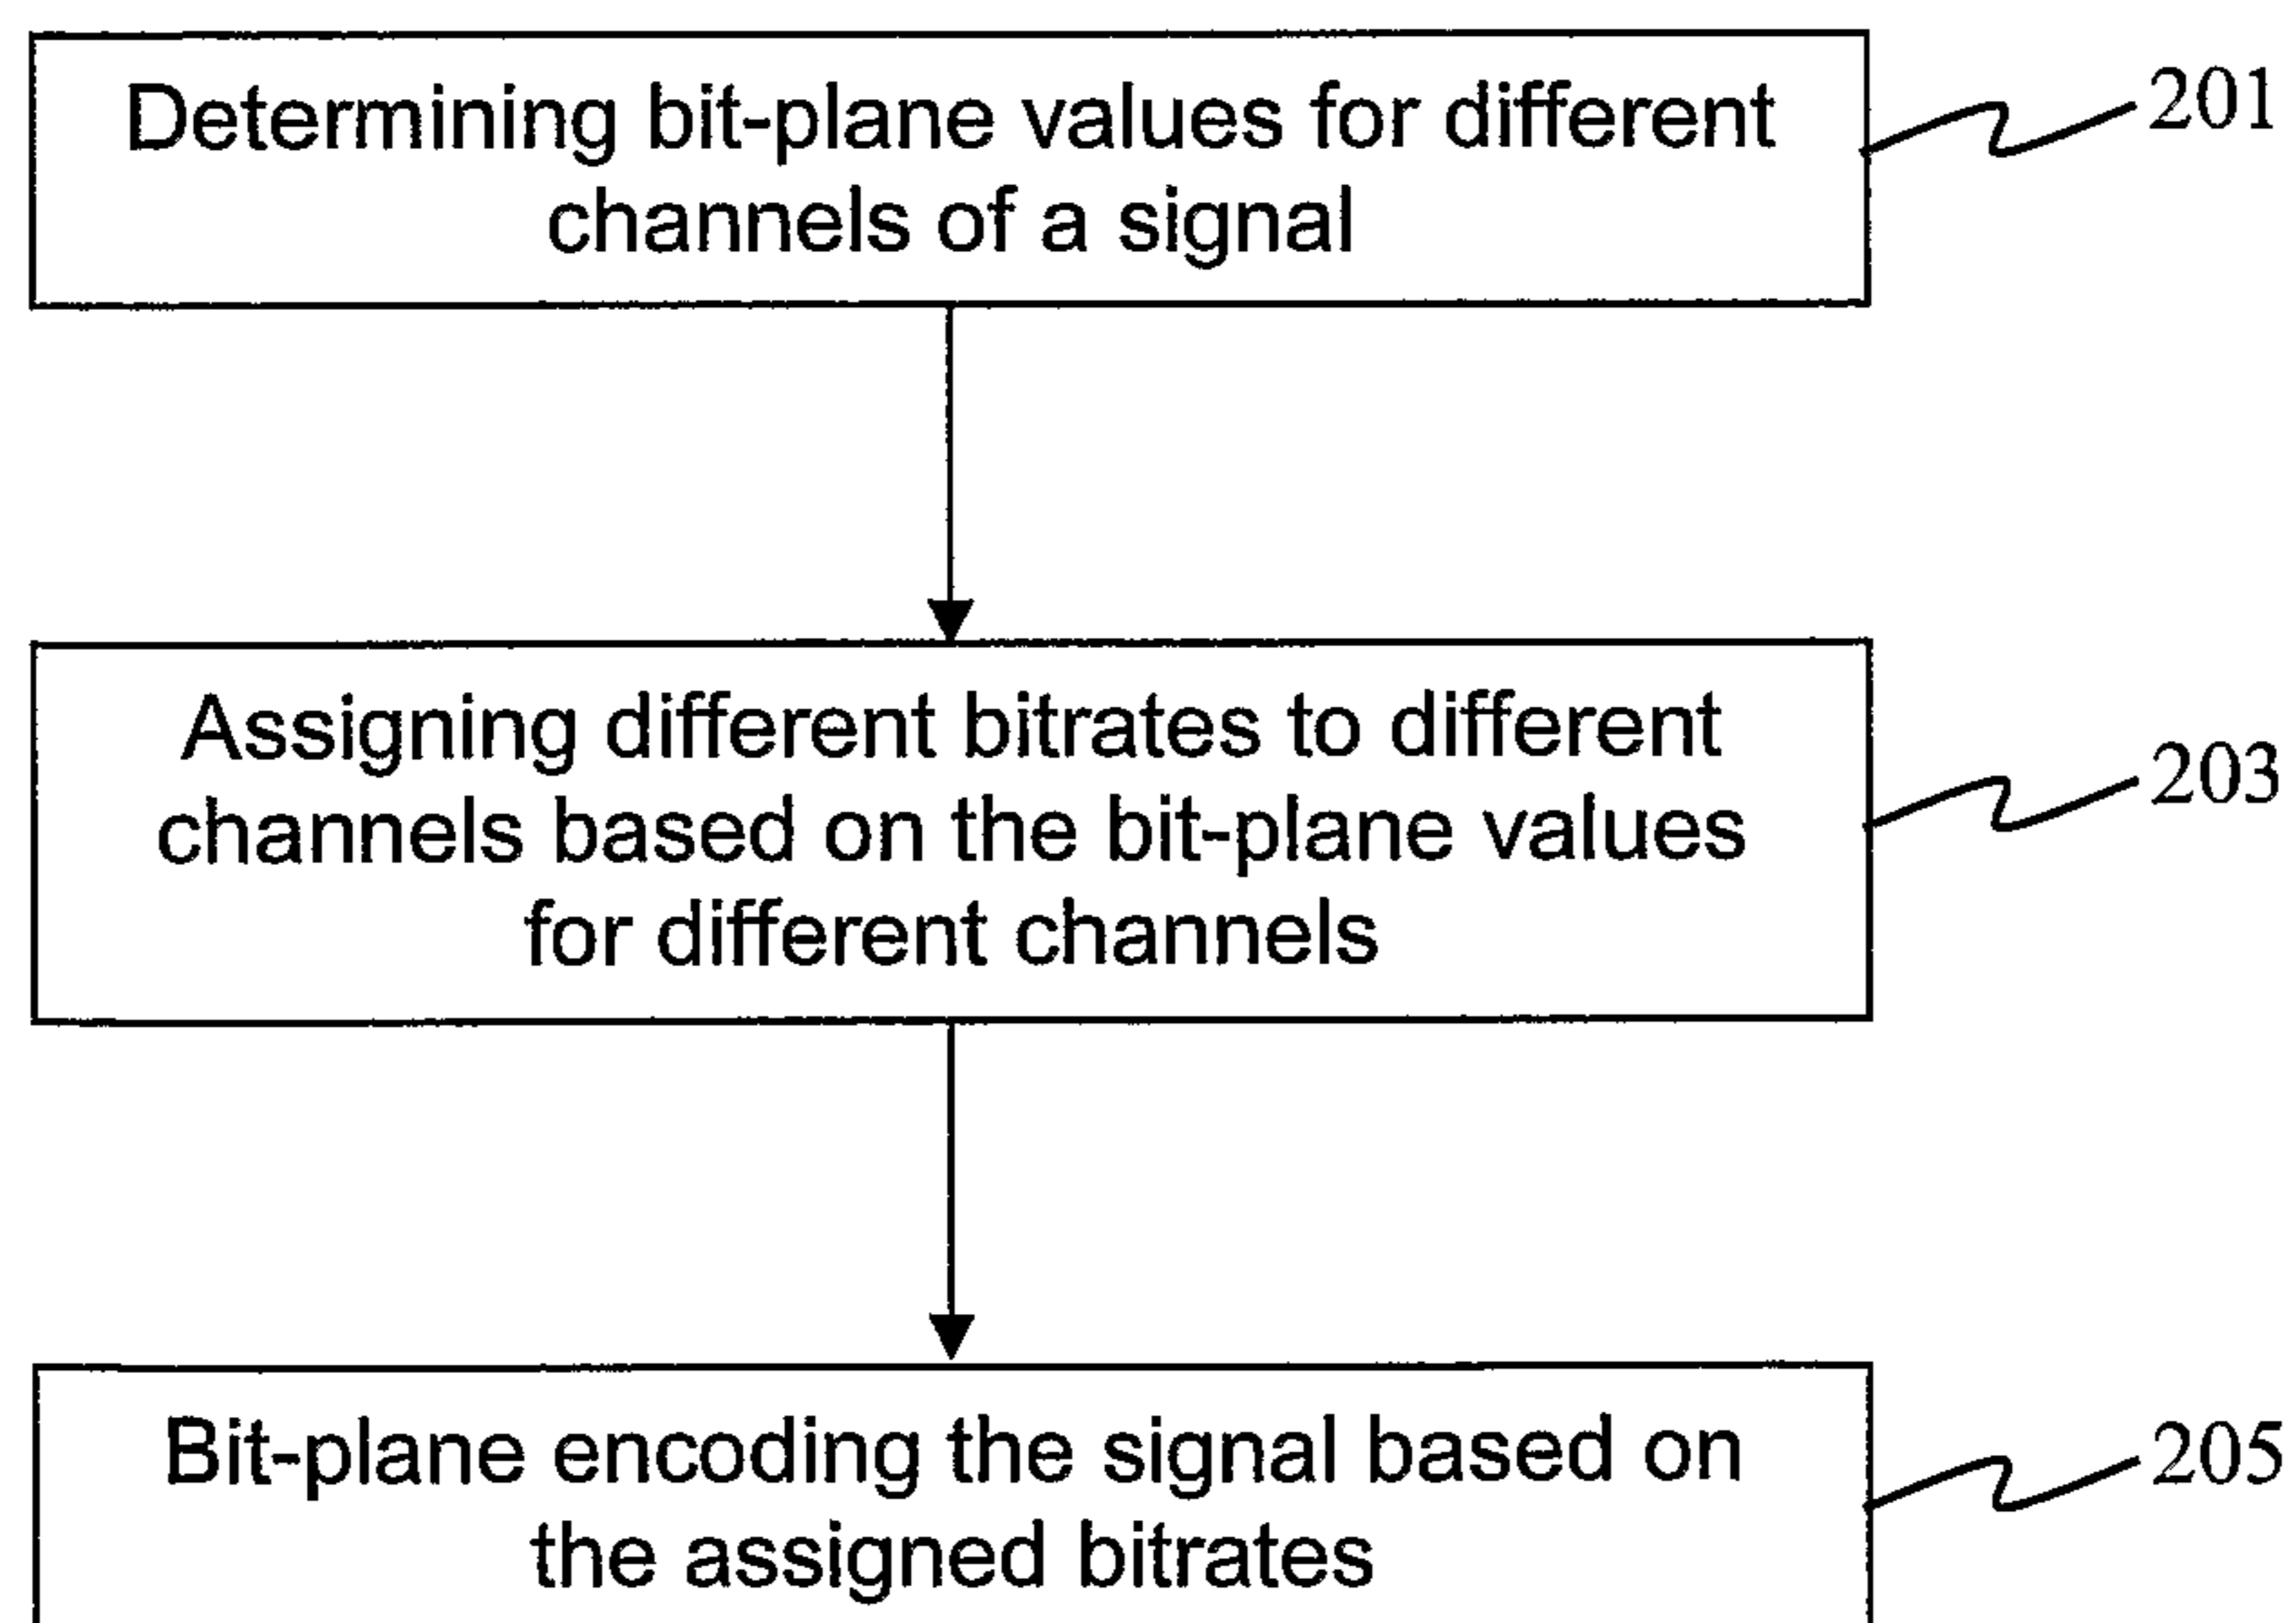 Determining bit-plane values for different
channels of a signal
201
Assigning different bitrates to different
channels based on the bit-plane values
for different channels
203
Bit-plane encoding the signal based on
the assigned bitrates
205